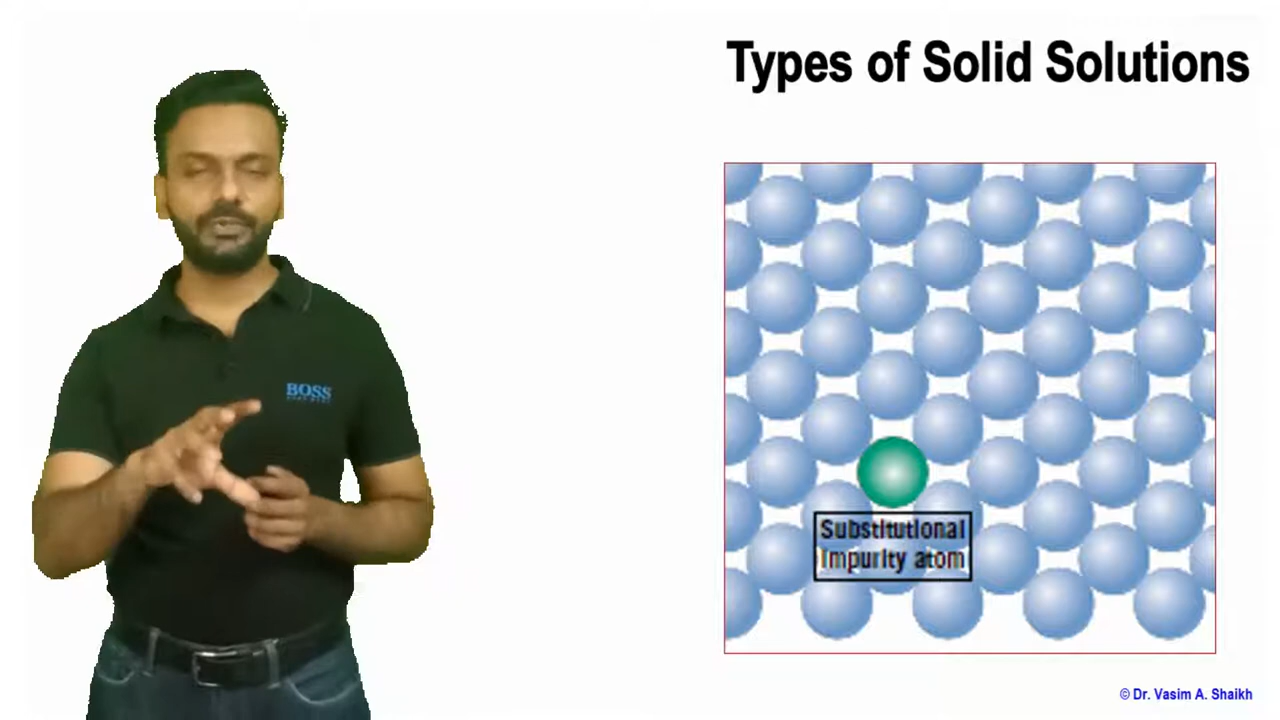 Types of Solid Solutions
BOSS
Substitutional
impurity atom
© Dr. Vasim A. Shaikh